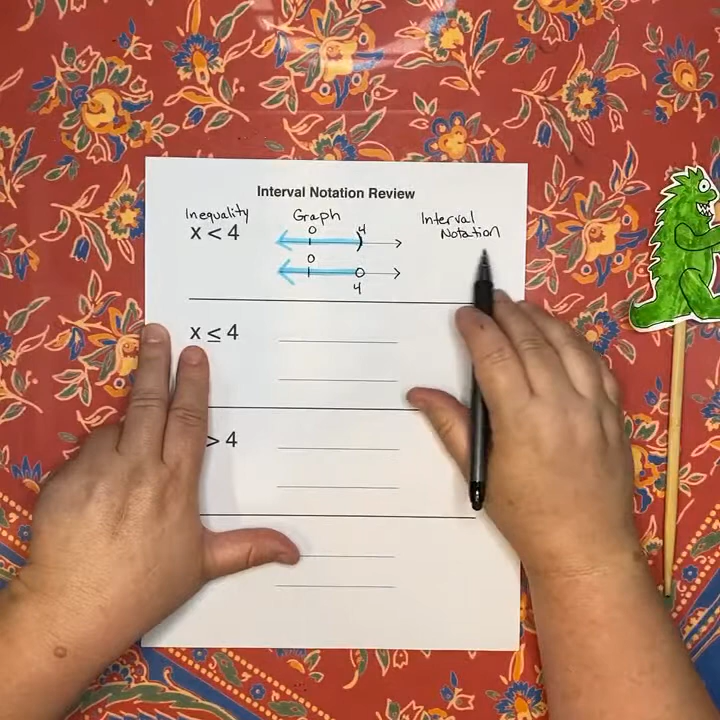 Interval Notation Review
Inequality Graph Interval Notation
x < 4
0 4
0
4
x ≤ 4
> 4